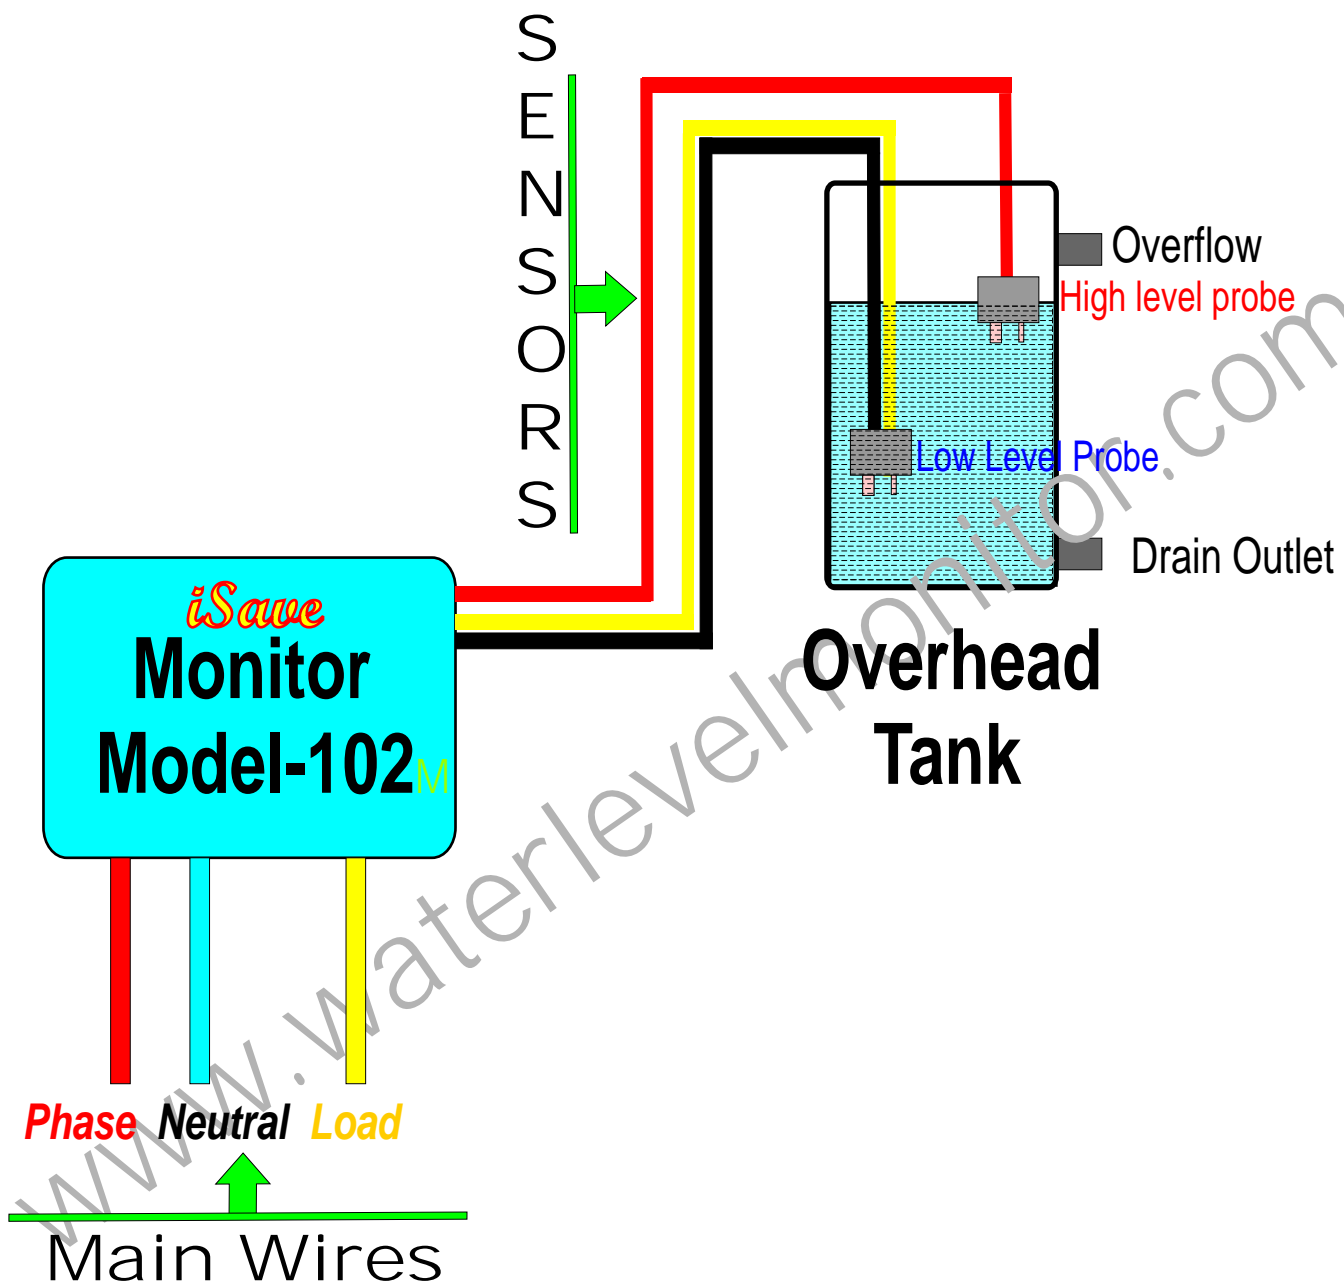 SENSORS
Overflow
High level probe
Low Level Probe
Drain Outlet
iSave
Monitor
Model-102M
Overhead
Tank
Phase Neutral Load
Main Wires
www.waterlevelmonitor.com